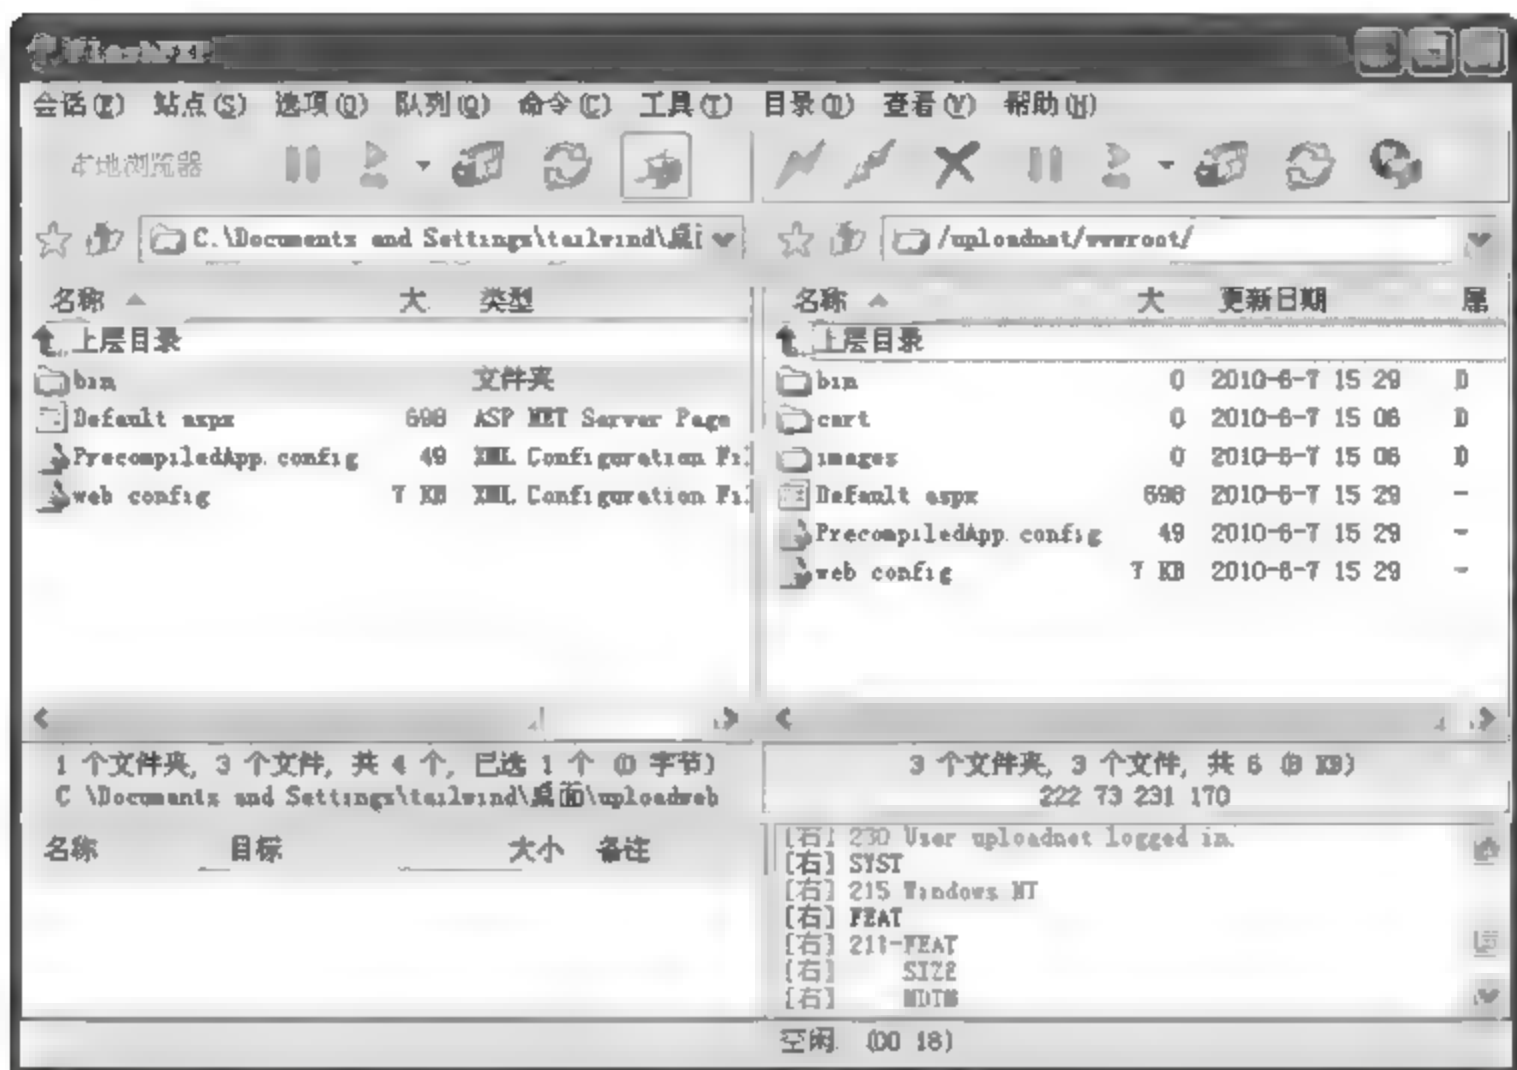 FlashFXP
会话(E) 站点(S) 选项(O) 队列(Q) 命令(C) 工具(T) 目录(D) 查看(V) 帮助(H)
本地浏览器
C:\Documents and Settings\tailwind\桌面
/uploadnet/wwwroot/
名称 大 类型
上层目录
bin 文件夹
Default aspx 698 ASP NET Server Page
PrecompiledApp.config 49 XML Configuration Fil
web config 7 KB XML Configuration Fil
名称 大 更新日期 属
上层目录
bin 0 2010-6-7 15 29 D
cart 0 2010-6-7 15 06 D
images 0 2010-6-7 15 06 D
Default aspx 698 2010-6-7 15 29 -
PrecompiledApp.config 49 2010-6-7 15 29 -
web config 7 KB 2010-6-7 15 29 -
1 个文件夹, 3 个文件, 共 4 个, 已选 1 个 (0 字节)
C \Documents and Settings\tailwind\桌面\uploadweb
3 个文件夹, 3 个文件, 共 6 (8 KB)
222 73 231 170
名称 目标 大小 备注
[右] 230 User uploadnet logged in.
[右] SYST
[右] 215 Windows NT
[右] FEAT
[右] 211-FEAT
[右] SIZE
[右] MDTM
空闲. (00 18)